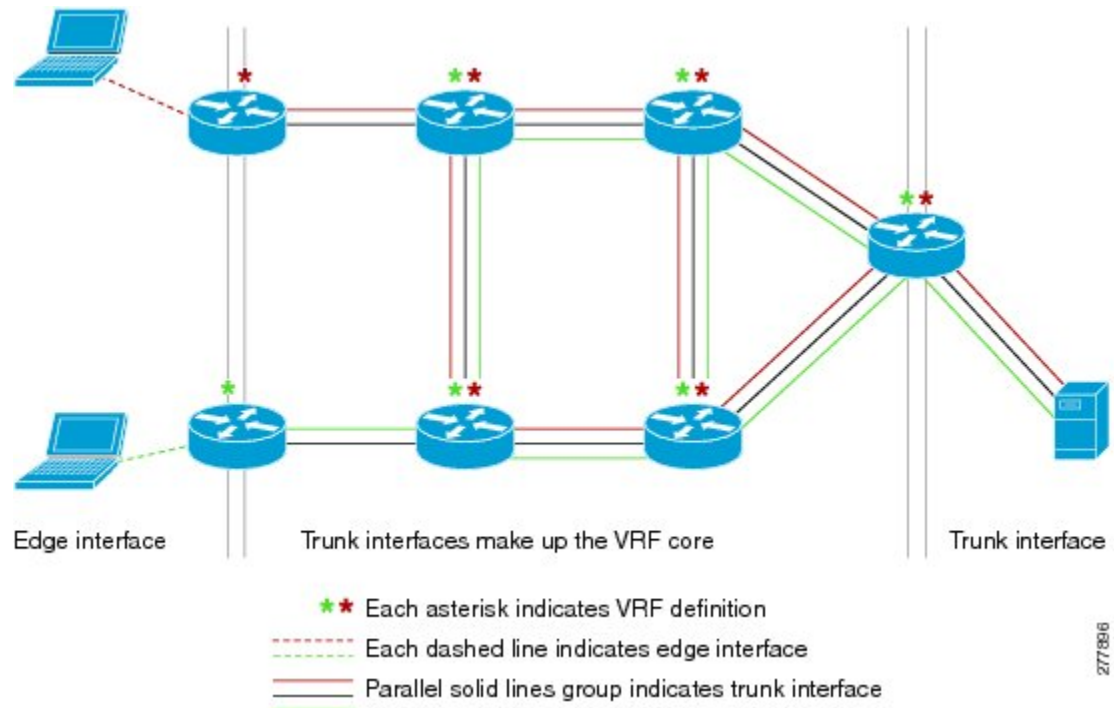 * *
* * *
* *
* * *
* *
Edge interface
Trunk interfaces make up the VRF core
Trunk interface
** Each asterisk indicates VRF definition
Each dashed line indicates edge interface
Parallel solid lines group indicates trunk interface
277896